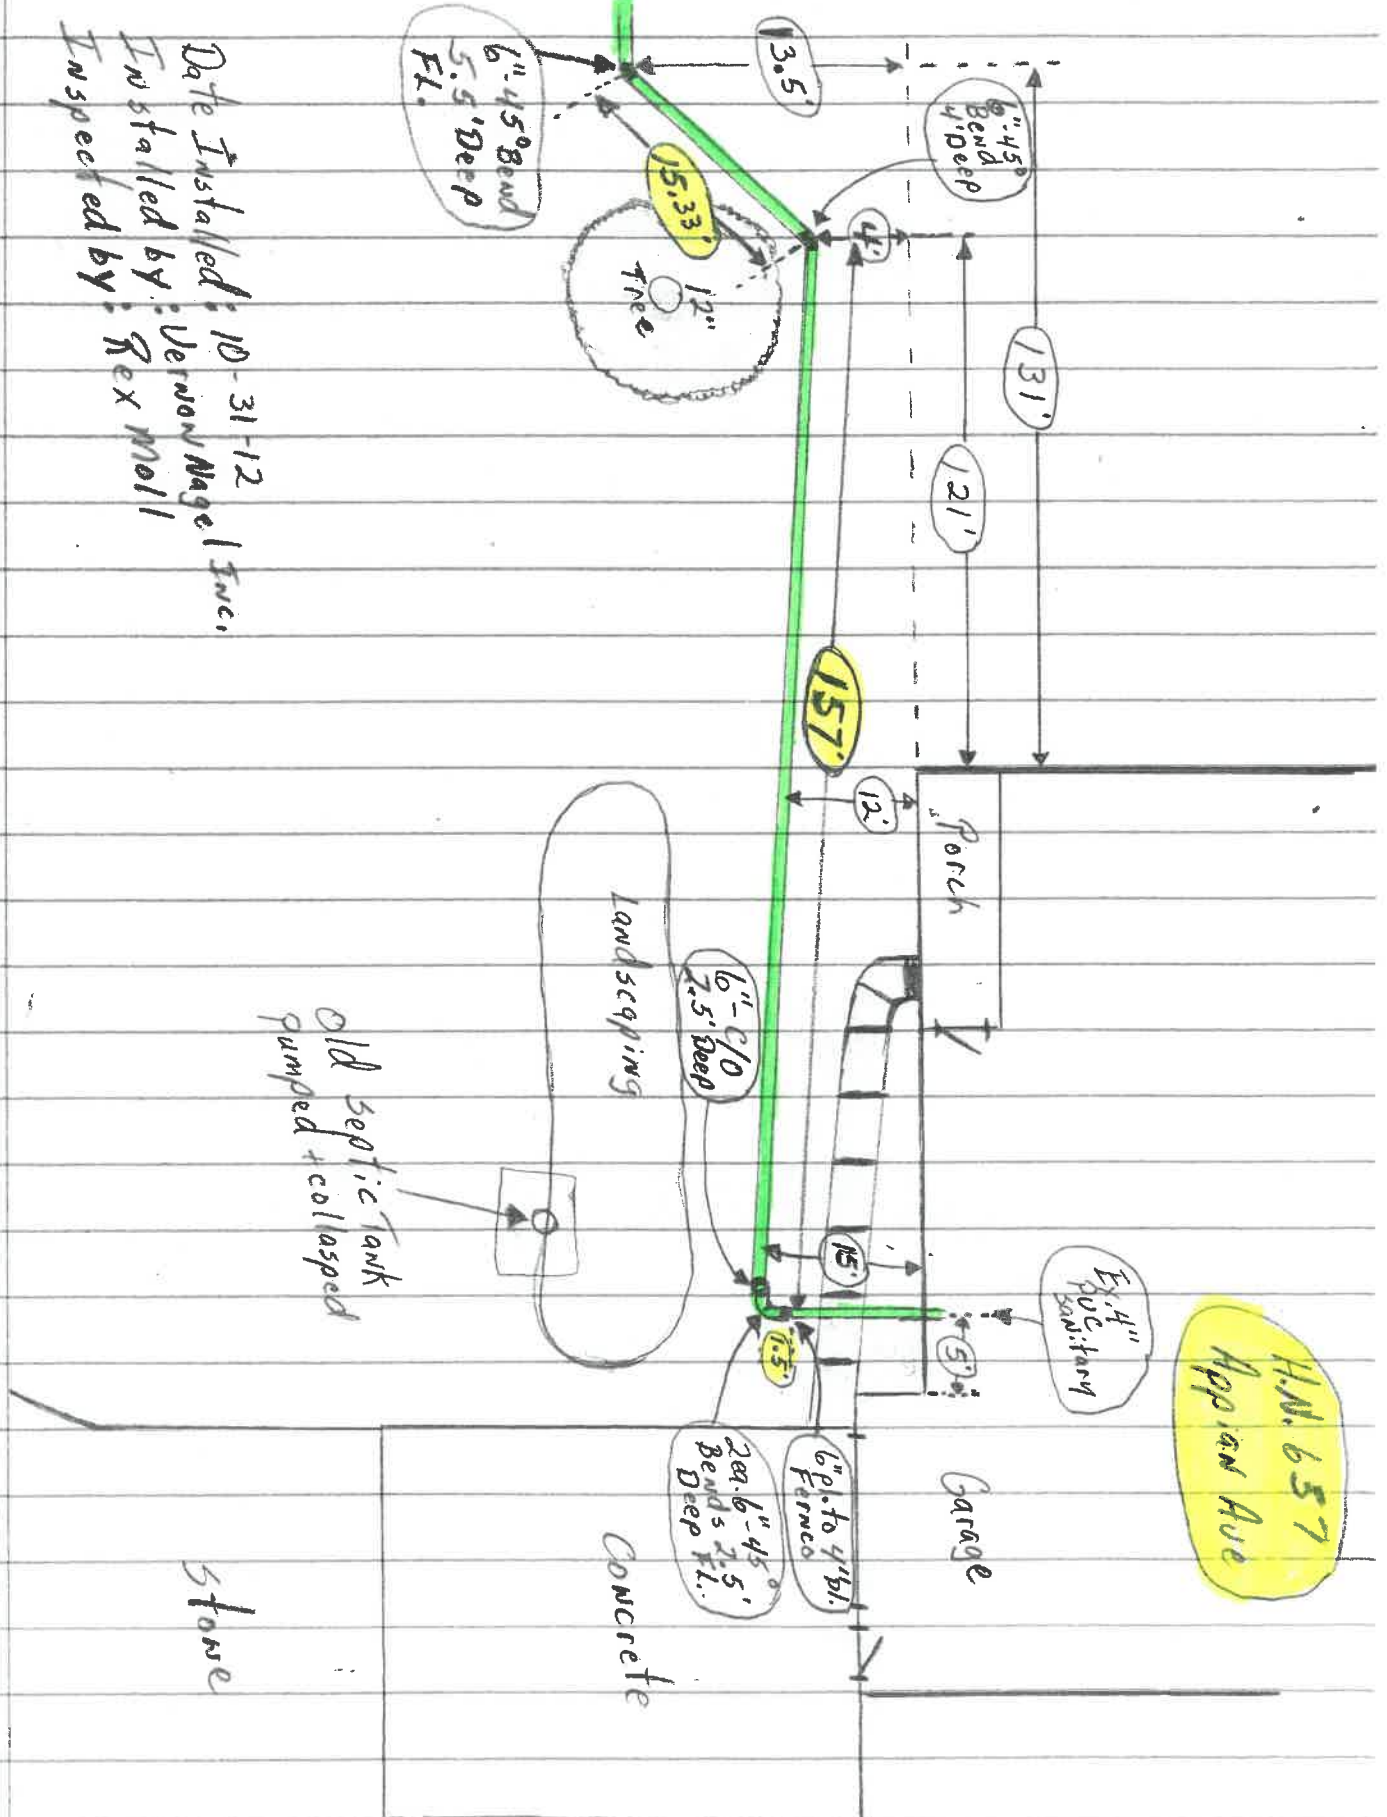 H.N. 657
Appian Ave
Ex. 4"
PVC
sanitary
5'
Garage
6" pl. to 4" pl.
Fernco
2ea. 6"-45°
Bends 2.5'
Deep FL.
1.5'
15'
Concrete
Stone
Porch
12'
157'
6"-C/O
2.5' Deep
Landscaping
Old Septic Tank
Pumped + collasped
131'
121'
6"-45°
Bend
4' Deep
4'
13.5'
15.33'
12"
Tree
6"-45° Bend
5.5' Deep
FL.
Date Installed: 10-31-12
Installed by: Vernon Nagel Inc.
Inspected by: Rex Moll